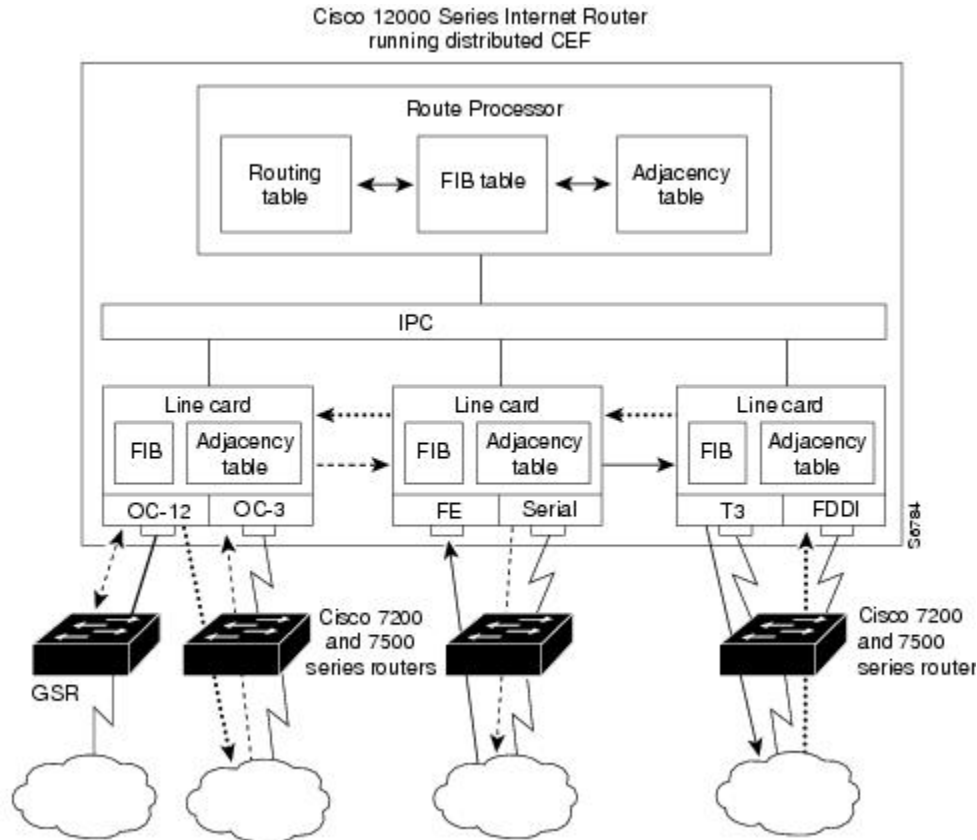 Cisco 12000 Series Internet Router
running distributed CEF
Route Processor
Routing
table
FIB table
Adjacency
table
IPC
Line card
FIB
Adjacency
table
OC-12
OC-3
Line card
FIB
Adjacency
table
FE
Serial
Line card
FIB
Adjacency
table
T3
FDDI
S6784
GSR
Cisco 7200
and 7500
series routers
Cisco 7200
and 7500
series router